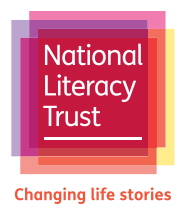 National
Literacy
Trust
Changing life stories